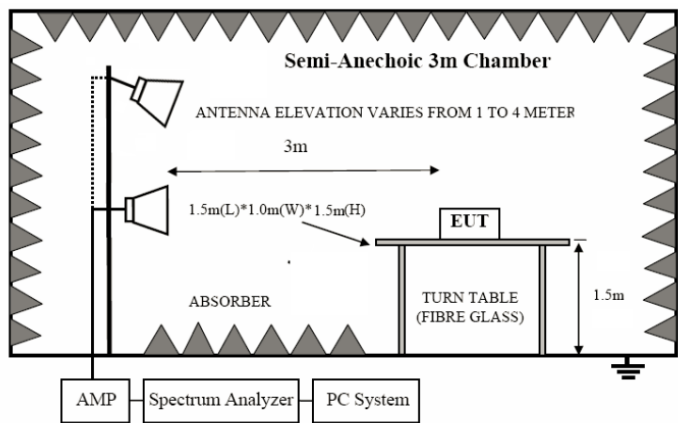 Semi-Anechoic 3m Chamber
ANTENNA ELEVATION VARIES FROM 1 TO 4 METER
3m
1.5m(L)*1.0m(W)*1.5m(H)
EUT
ABSORBER
TURN TABLE
(FIBRE GLASS)
1.5m
AMP
Spectrum Analyzer
PC System